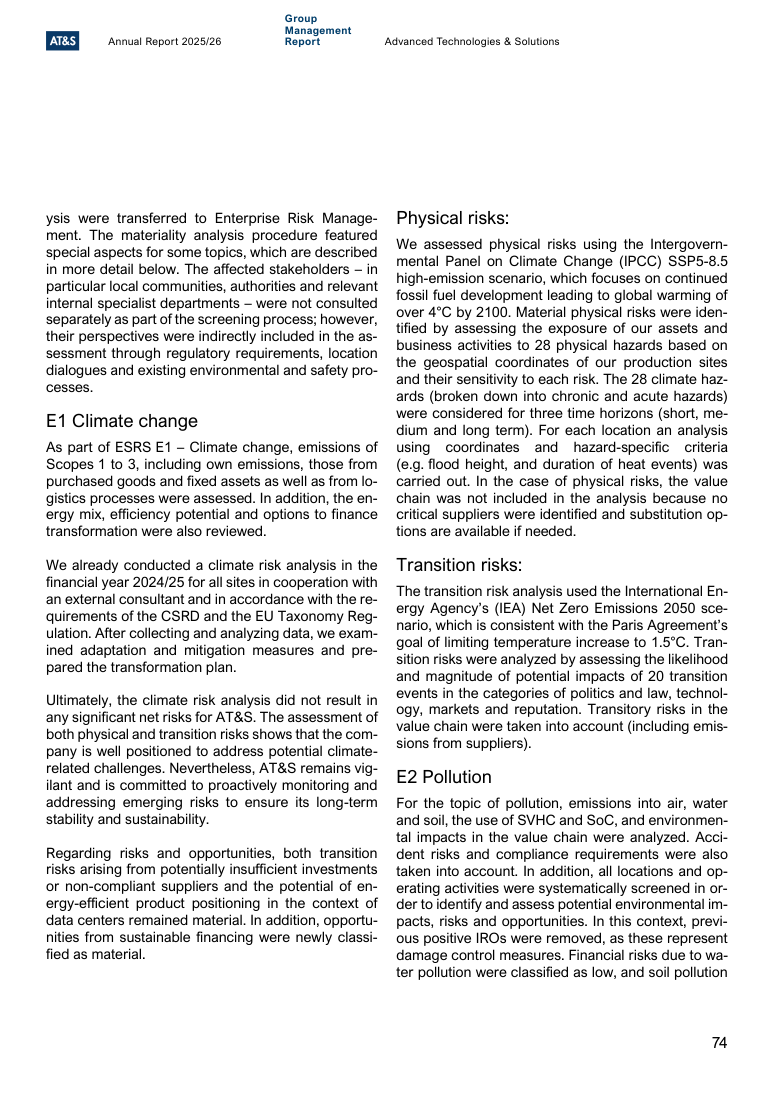 Group
Management
Report
AT&S
Annual Report 2025/26
Advanced Technologies & Solutions
ysis were transferred to Enterprise Risk Manage-
ment. The materiality analysis procedure featured
special aspects for some topics, which are described
in more detail below. The affected stakeholders – in
particular local communities, authorities and relevant
internal specialist departments – were not consulted
separately as part of the screening process; however,
their perspectives were indirectly included in the as-
sessment through regulatory requirements, location
dialogues and existing environmental and safety pro-
cesses.
E1 Climate change
As part of ESRS E1 – Climate change, emissions of
Scopes 1 to 3, including own emissions, those from
purchased goods and fixed assets as well as from lo-
gistics processes were assessed. In addition, the en-
ergy mix, efficiency potential and options to finance
transformation were also reviewed.
We already conducted a climate risk analysis in the
financial year 2024/25 for all sites in cooperation with
an external consultant and in accordance with the re-
quirements of the CSRD and the EU Taxonomy Reg-
ulation. After collecting and analyzing data, we exam-
ined adaptation and mitigation measures and pre-
pared the transformation plan.
Ultimately, the climate risk analysis did not result in
any significant net risks for AT&S. The assessment of
both physical and transition risks shows that the com-
pany is well positioned to address potential climate-
related challenges. Nevertheless, AT&S remains vig-
ilant and is committed to proactively monitoring and
addressing emerging risks to ensure its long-term
stability and sustainability.
Regarding risks and opportunities, both transition
risks arising from potentially insufficient investments
or non-compliant suppliers and the potential of en-
ergy-efficient product positioning in the context of
data centers remained material. In addition, opportu-
nities from sustainable financing were newly classi-
fied as material.
Physical risks:
We assessed physical risks using the Intergovern-
mental Panel on Climate Change (IPCC) SSP5-8.5
high-emission scenario, which focuses on continued
fossil fuel development leading to global warming of
over 4°C by 2100. Material physical risks were iden-
tified by assessing the exposure of our assets and
business activities to 28 physical hazards based on
the geospatial coordinates of our production sites
and their sensitivity to each risk. The 28 climate haz-
ards (broken down into chronic and acute hazards)
were considered for three time horizons (short, me-
dium and long term). For each location an analysis
using coordinates and hazard-specific criteria
(e.g. flood height, and duration of heat events) was
carried out. In the case of physical risks, the value
chain was not included in the analysis because no
critical suppliers were identified and substitution op-
tions are available if needed.
Transition risks:
The transition risk analysis used the International En-
ergy Agency’s (IEA) Net Zero Emissions 2050 sce-
nario, which is consistent with the Paris Agreement’s
goal of limiting temperature increase to 1.5°C. Tran-
sition risks were analyzed by assessing the likelihood
and magnitude of potential impacts of 20 transition
events in the categories of politics and law, technol-
ogy, markets and reputation. Transitory risks in the
value chain were taken into account (including emis-
sions from suppliers).
E2 Pollution
For the topic of pollution, emissions into air, water
and soil, the use of SVHC and SoC, and environmen-
tal impacts in the value chain were analyzed. Acci-
dent risks and compliance requirements were also
taken into account. In addition, all locations and op-
erating activities were systematically screened in or-
der to identify and assess potential environmental im-
pacts, risks and opportunities. In this context, previ-
ous positive IROs were removed, as these represent
damage control measures. Financial risks due to wa-
ter pollution were classified as low, and soil pollution
74